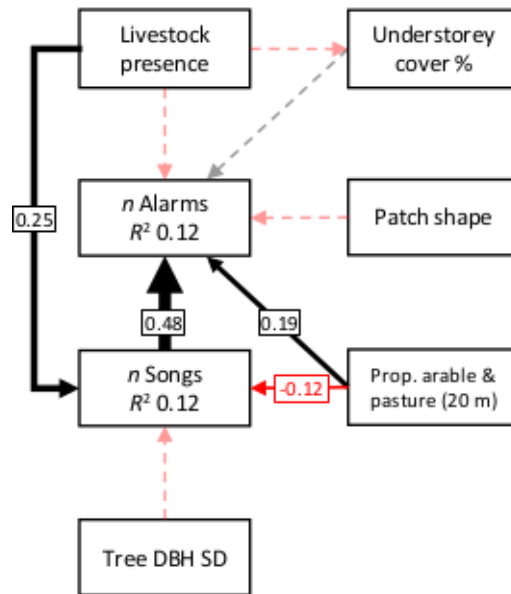 Livestock
presence
Understorey
cover %
0.25
n Alarms
R² 0.12
Patch shape
0.48
0.19
n Songs
R² 0.12
-0.12
Prop. arable &
pasture (20 m)
Tree DBH SD